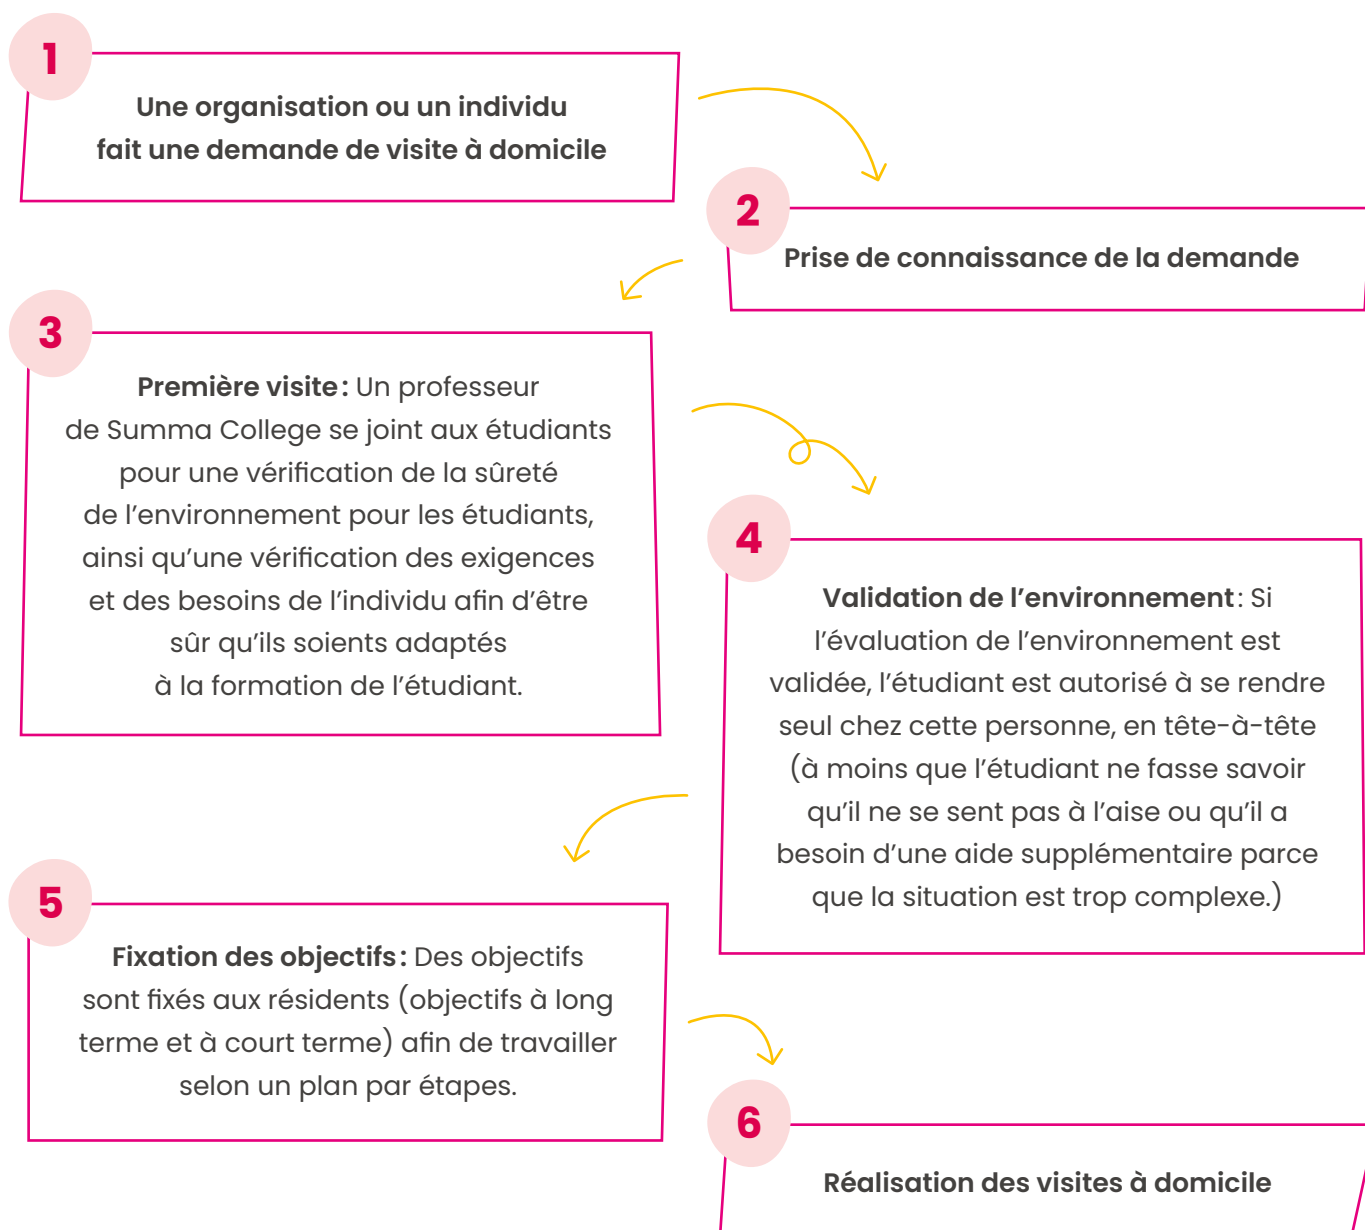 1
Une organisation ou un individu
fait une demande de visite à domicile
2
Prise de connaissance de la demande
3
Première visite : Un professeur
de Summa College se joint aux étudiants
pour une vérification de la sûreté
de l'environnement pour les étudiants,
ainsi qu'une vérification des exigences
et des besoins de l'individu afin d'être
sûr qu'ils soients adaptés
à la formation de l'étudiant.
4
Validation de l'environnement : Si
l'évaluation de l'environnement est
validée, l'étudiant est autorisé à se rendre
seul chez cette personne, en tête-à-tête
(à moins que l'étudiant ne fasse savoir
qu'il ne se sent pas à l'aise ou qu'il a
besoin d'une aide supplémentaire parce
que la situation est trop complexe.)
5
Fixation des objectifs : Des objectifs
sont fixés aux résidents (objectifs à long
terme et à court terme) afin de travailler
selon un plan par étapes.
6
Réalisation des visites à domicile